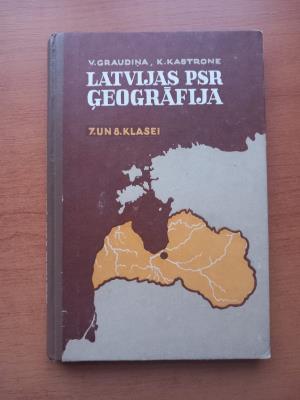 V. GRAUDIŅA, K. KASTRONE
LATVIJAS PSR
ĢEOGRĀFIJA
7. UN 8. KLASEI